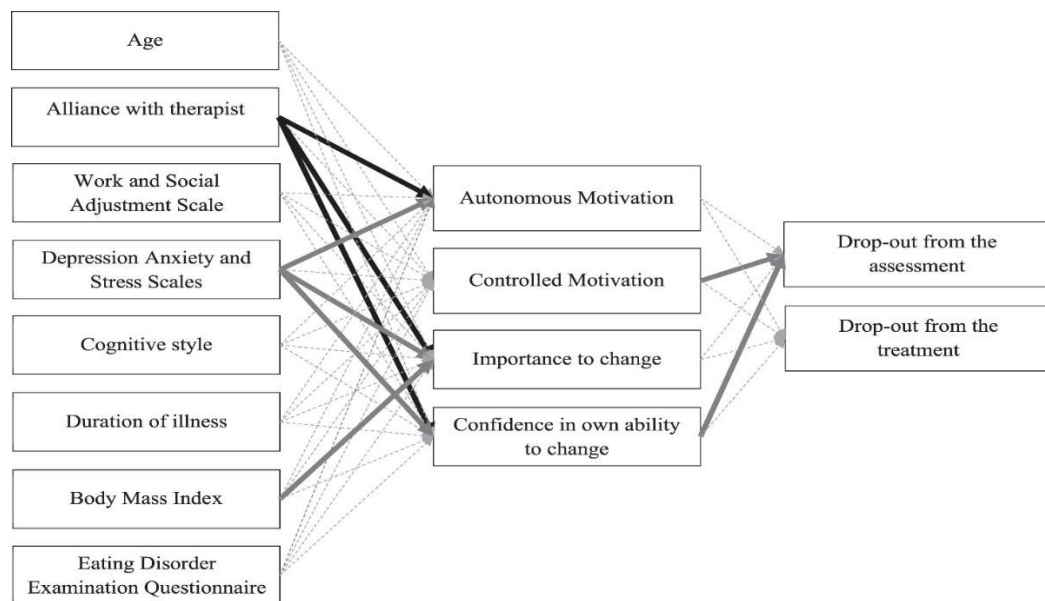 Age
Alliance with therapist
Work and Social
Adjustment Scale
Depression Anxiety and
Stress Scales
Cognitive style
Duration of illness
Body Mass Index
Eating Disorder
Examination Questionnaire
Autonomous Motivation
Controlled Motivation
Importance to change
Confidence in own ability
to change
Drop-out from the
assessment
Drop-out from the
treatment